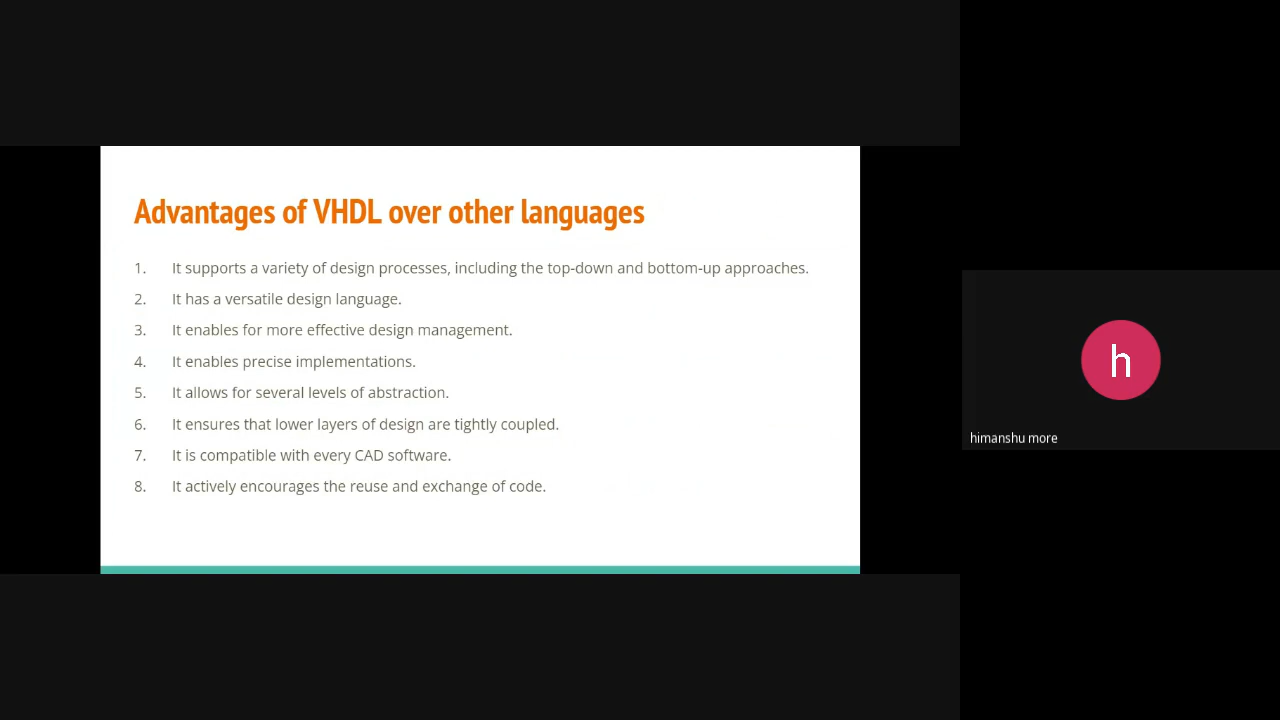 Advantages of VHDL over other languages
1. It supports a variety of design processes, including the top-down and bottom-up approaches.
2. It has a versatile design language.
3. It enables for more effective design management.
4. It enables precise implementations.
5. It allows for several levels of abstraction.
6. It ensures that lower layers of design are tightly coupled.
7. It is compatible with every CAD software.
8. It actively encourages the reuse and exchange of code.
h
himanshu more